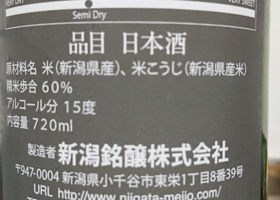 VERY DRY VERY SWEET
Semi Dry
品目 日本酒
原材料名 米(新潟県産)、米こうじ(新潟県産米)
精米歩合 60%
アルコール分 15度
内容量 720ml
製造者 新潟銘醸株式会社
〒947-0004 新潟県小千谷市東栄1丁目8番39号
URL http://www.niigata-meijo.com/